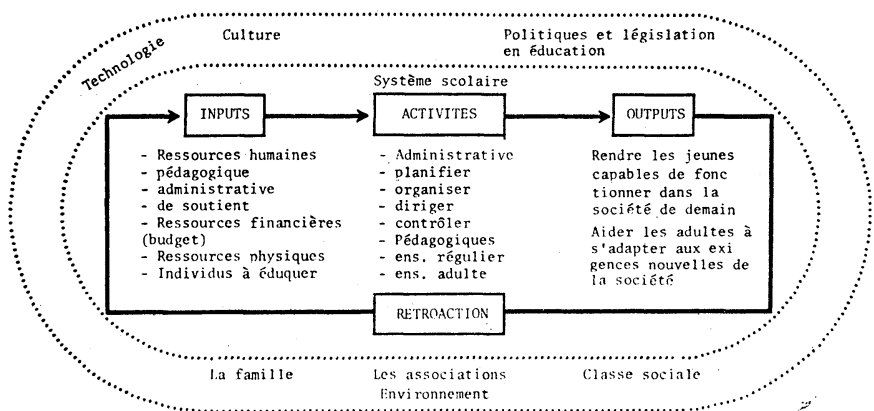 Culture
Politiques et législation
en éducation
Technologie
Système scolaire
INPUTS
ACTIVITES
OUTPUTS
- Ressources humaines
- pédagogique
- administrative
- de soutient
- Ressources financières
(budget)
- Ressources physiques
- Individus à éduquer
- Administrative
- planifier
- organiser
- diriger
- contrôler
- Pédagogiques
- ens. régulier
- ens. adulte
Rendre les jeunes
capables de fonc
tionner dans la
société de demain
Aider les adultes à
s'adapter aux exi
gences nouvelles de
la société
RETROACTION
La famille
Les associations
Classe sociale
Environnement